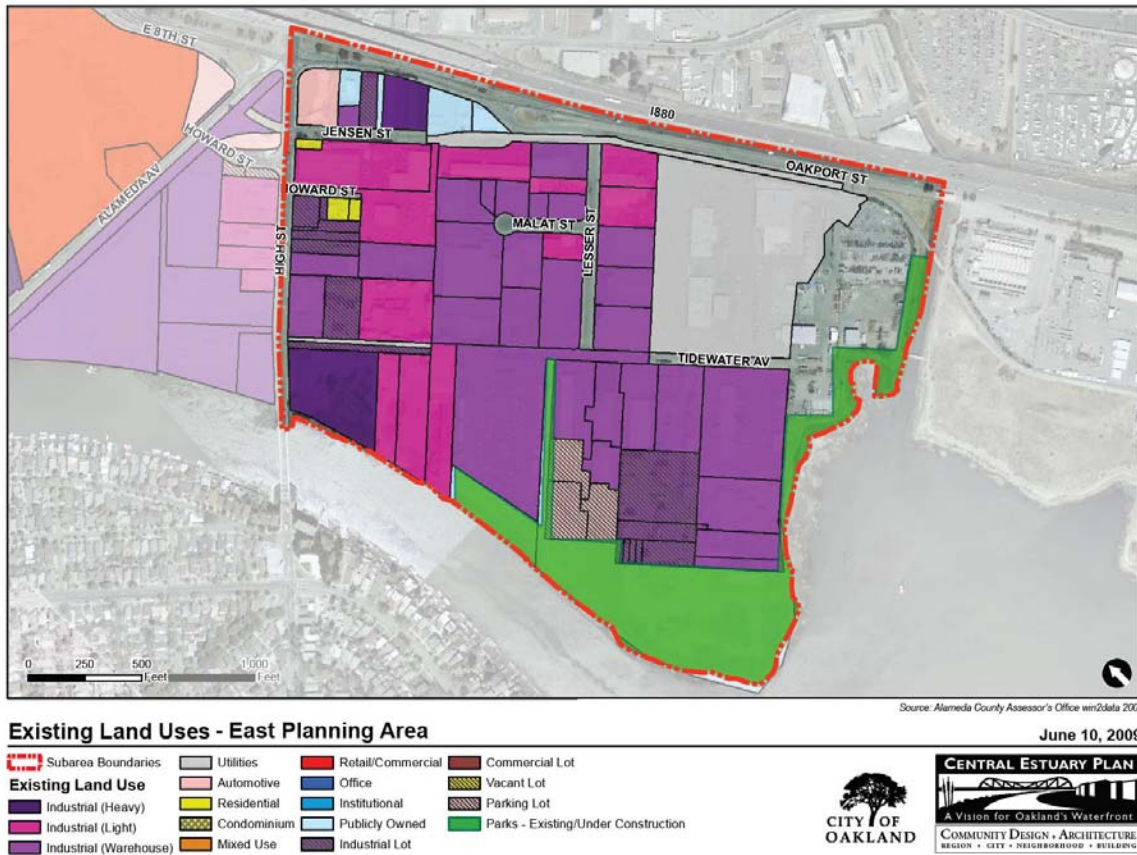 E 8TH ST
I880
HOWARD ST
JENSEN ST
OAKPORT ST
ALAMEDA AV
HOWARD ST
MALAT ST
HIGH ST
LESSER ST
TIDEWATER AV
0 250 500 1,000
Feet Feet
Source: Alameda County Assessor's Office win2data 200
Existing Land Uses - East Planning Area
June 10, 2009
Subarea Boundaries
Existing Land Use
Industrial (Heavy)
Industrial (Light)
Industrial (Warehouse)
Utilities
Automotive
Residential
Condominium
Mixed Use
Retail/Commercial
Office
Institutional
Publicly Owned
Industrial Lot
Commercial Lot
Vacant Lot
Parking Lot
Parks - Existing/Under Construction
CITY OF
OAKLAND
CENTRAL ESTUARY PLAN
A Vision for Oakland's Waterfront
COMMUNITY DESIGN + ARCHITECTURE
REGION • CITY • NEIGHBORHOOD • BUILDING